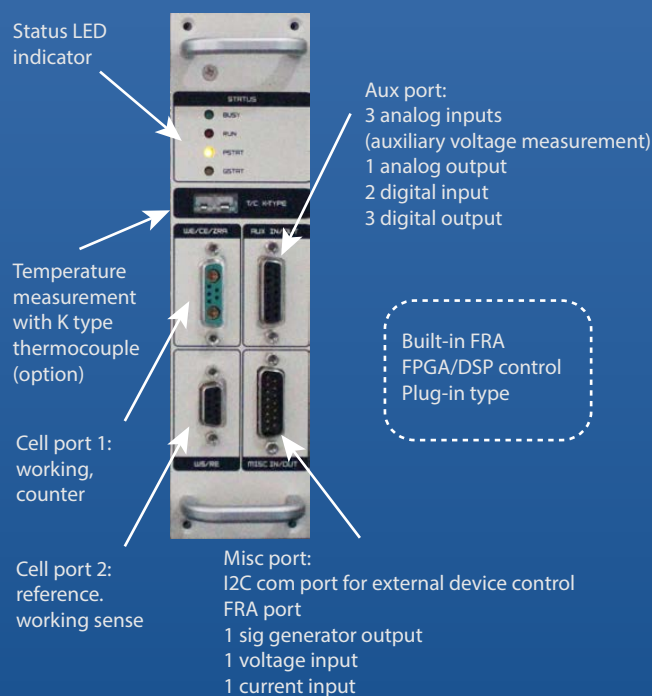 Status LED
indicator
STATUS
BUSY
RUN
PSTAT
GSTAT
T/C K-TYPE
WE/CE/ZRA
AUX IN/OUT
WS/RE
MISC IN/OUT
Aux port:
3 analog inputs
(auxiliary voltage measurement)
1 analog output
2 digital input
3 digital output
Temperature
measurement
with K type
thermocouple
(option)
Built-in FRA
FPGA/DSP control
Plug-in type
Cell port 1:
working,
counter
Cell port 2:
reference.
working sense
Misc port:
I2C com port for external device control
FRA port
1 sig generator output
1 voltage input
1 current input